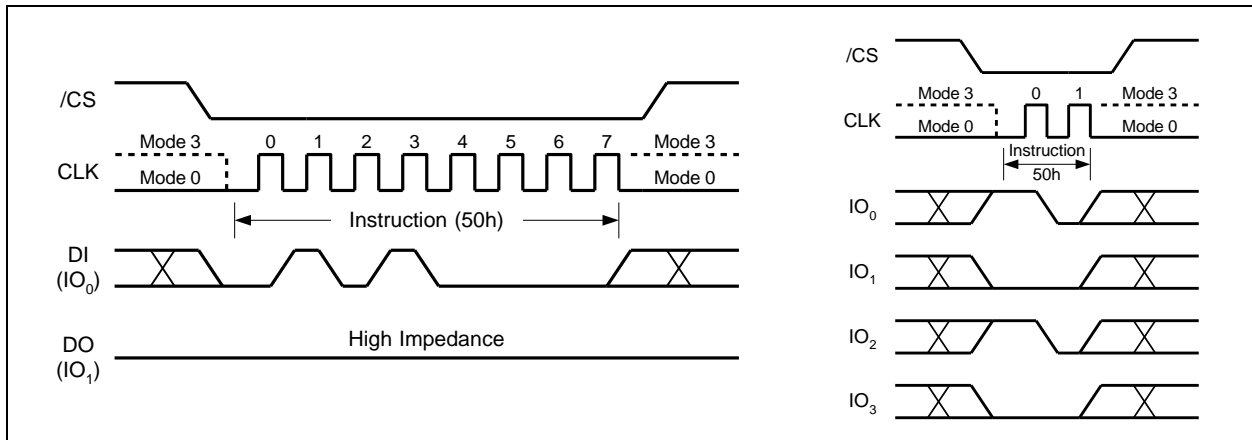 /CS
Mode 3 0 1 2 3 4 5 6 7 Mode 3
CLK
Mode 0 Mode 0
Instruction (50h)
DI
(IO0)
High Impedance
DO
(IO1)
/CS
Mode 3 0 1 Mode 3
CLK
Mode 0 Mode 0
Instruction
50h
IO0
IO1
IO2
IO3